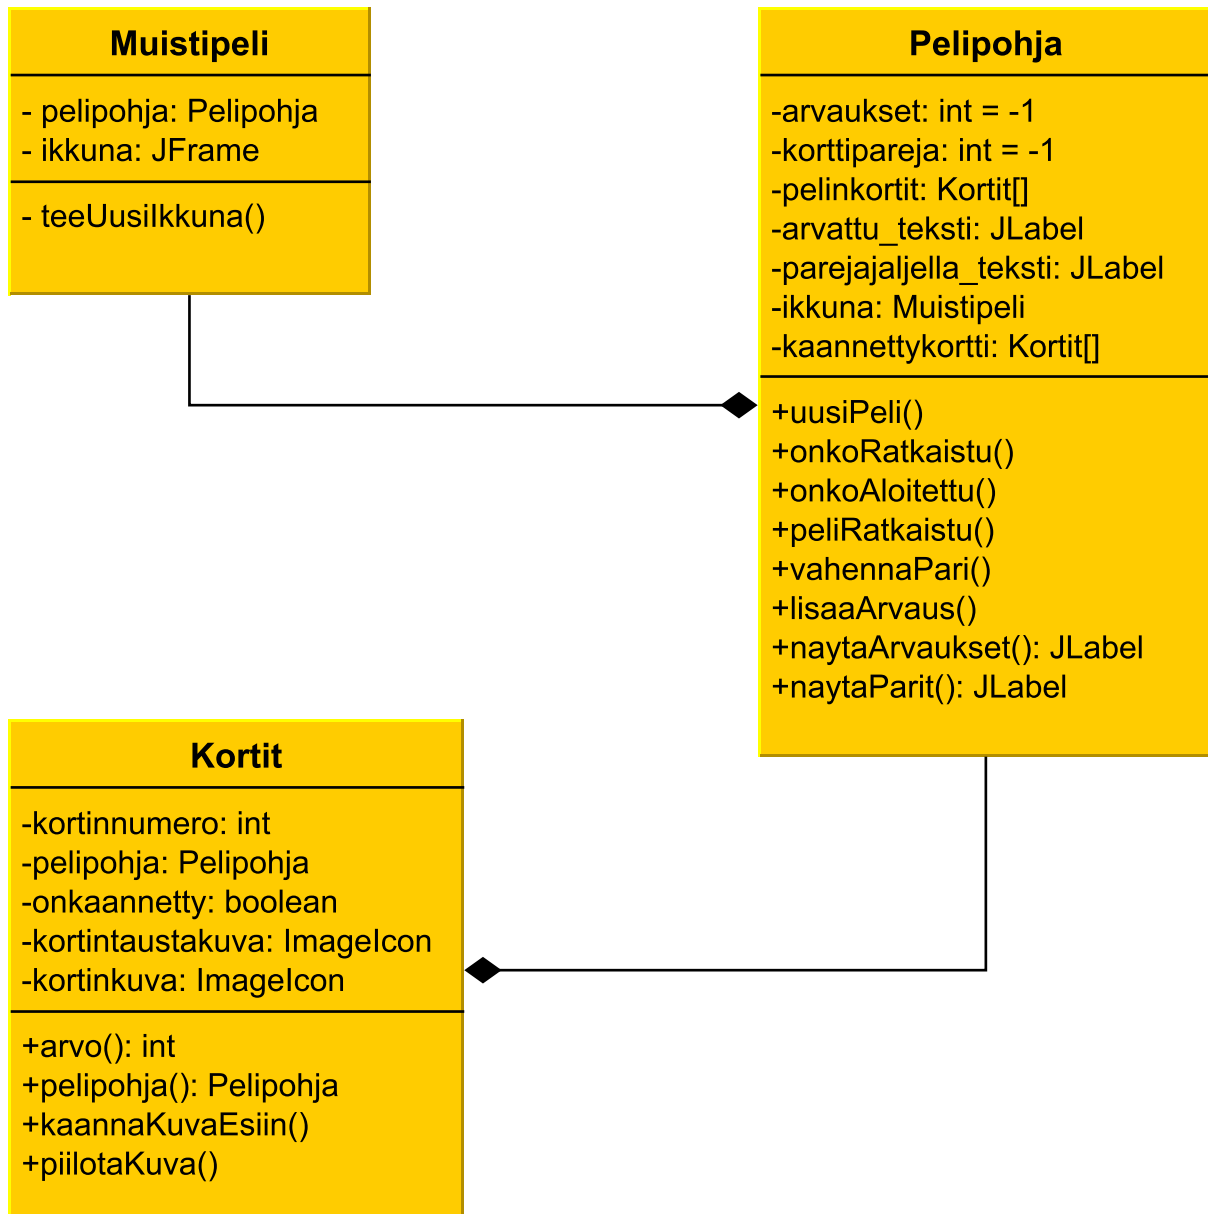 Muistipeli
- pelipohja: Pelipohja
- ikkuna: JFrame
- teeUusiIkkuna()
Pelipohja
-arvaukset: int = -1
-korttipareja: int = -1
-pelinkortit: Kortit[]
-arvattu_teksti: JLabel
-parejajaljella_teksti: JLabel
-ikkuna: Muistipeli
-kaannettykortti: Kortit[]
+uusiPeli()
+onkoRatkaistu()
+onkoAloitettu()
+peliRatkaistu()
+vahennaPari()
+lisaaArvaus()
+naytaArvaukset(): JLabel
+naytaParit(): JLabel
Kortit
-kortinnumero: int
-pelipohja: Pelipohja
-onkaannetty: boolean
-kortintaustakuva: ImageIcon
-kortinkuva: ImageIcon
+arvo(): int
+pelipohja(): Pelipohja
+kaannaKuvaEsiin()
+piilotaKuva()